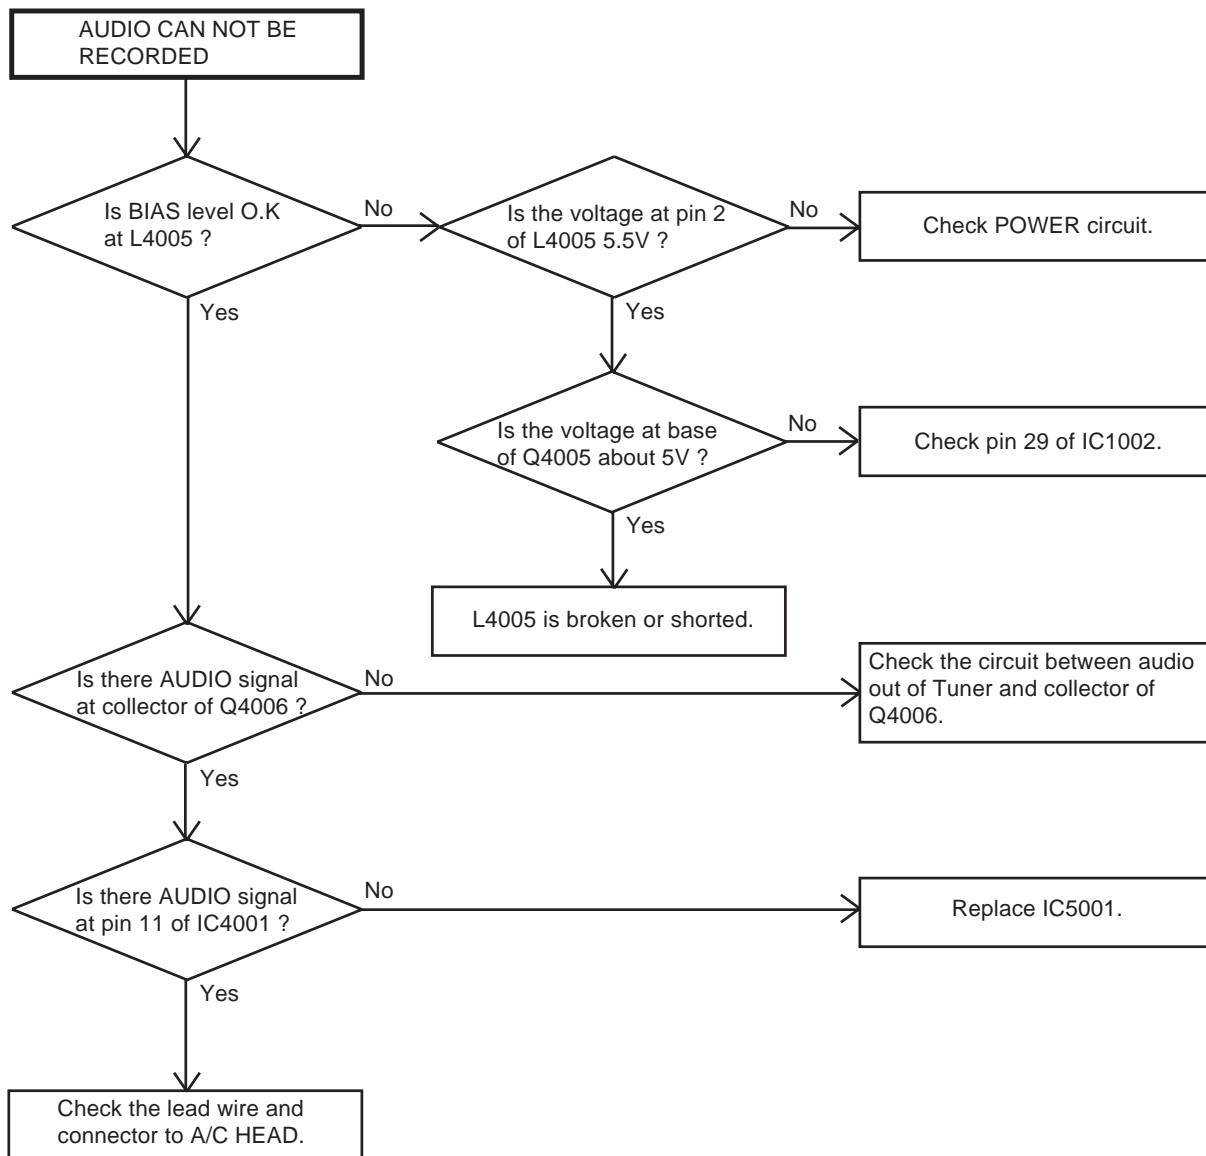 AUDIO CAN NOT BE
RECORDED
Is BIAS level O.K
at L4005 ?
No
Is the voltage at pin 2
of L4005 5.5V ?
No
Check POWER circuit.
Yes
Yes
Is the voltage at base
of Q4005 about 5V ?
No
Check pin 29 of IC1002.
Yes
L4005 is broken or shorted.
Is there AUDIO signal
at collector of Q4006 ?
No
Check the circuit between audio
out of Tuner and collector of
Q4006.
Yes
Is there AUDIO signal
at pin 11 of IC4001 ?
No
Replace IC5001.
Yes
Check the lead wire and
connector to A/C HEAD.